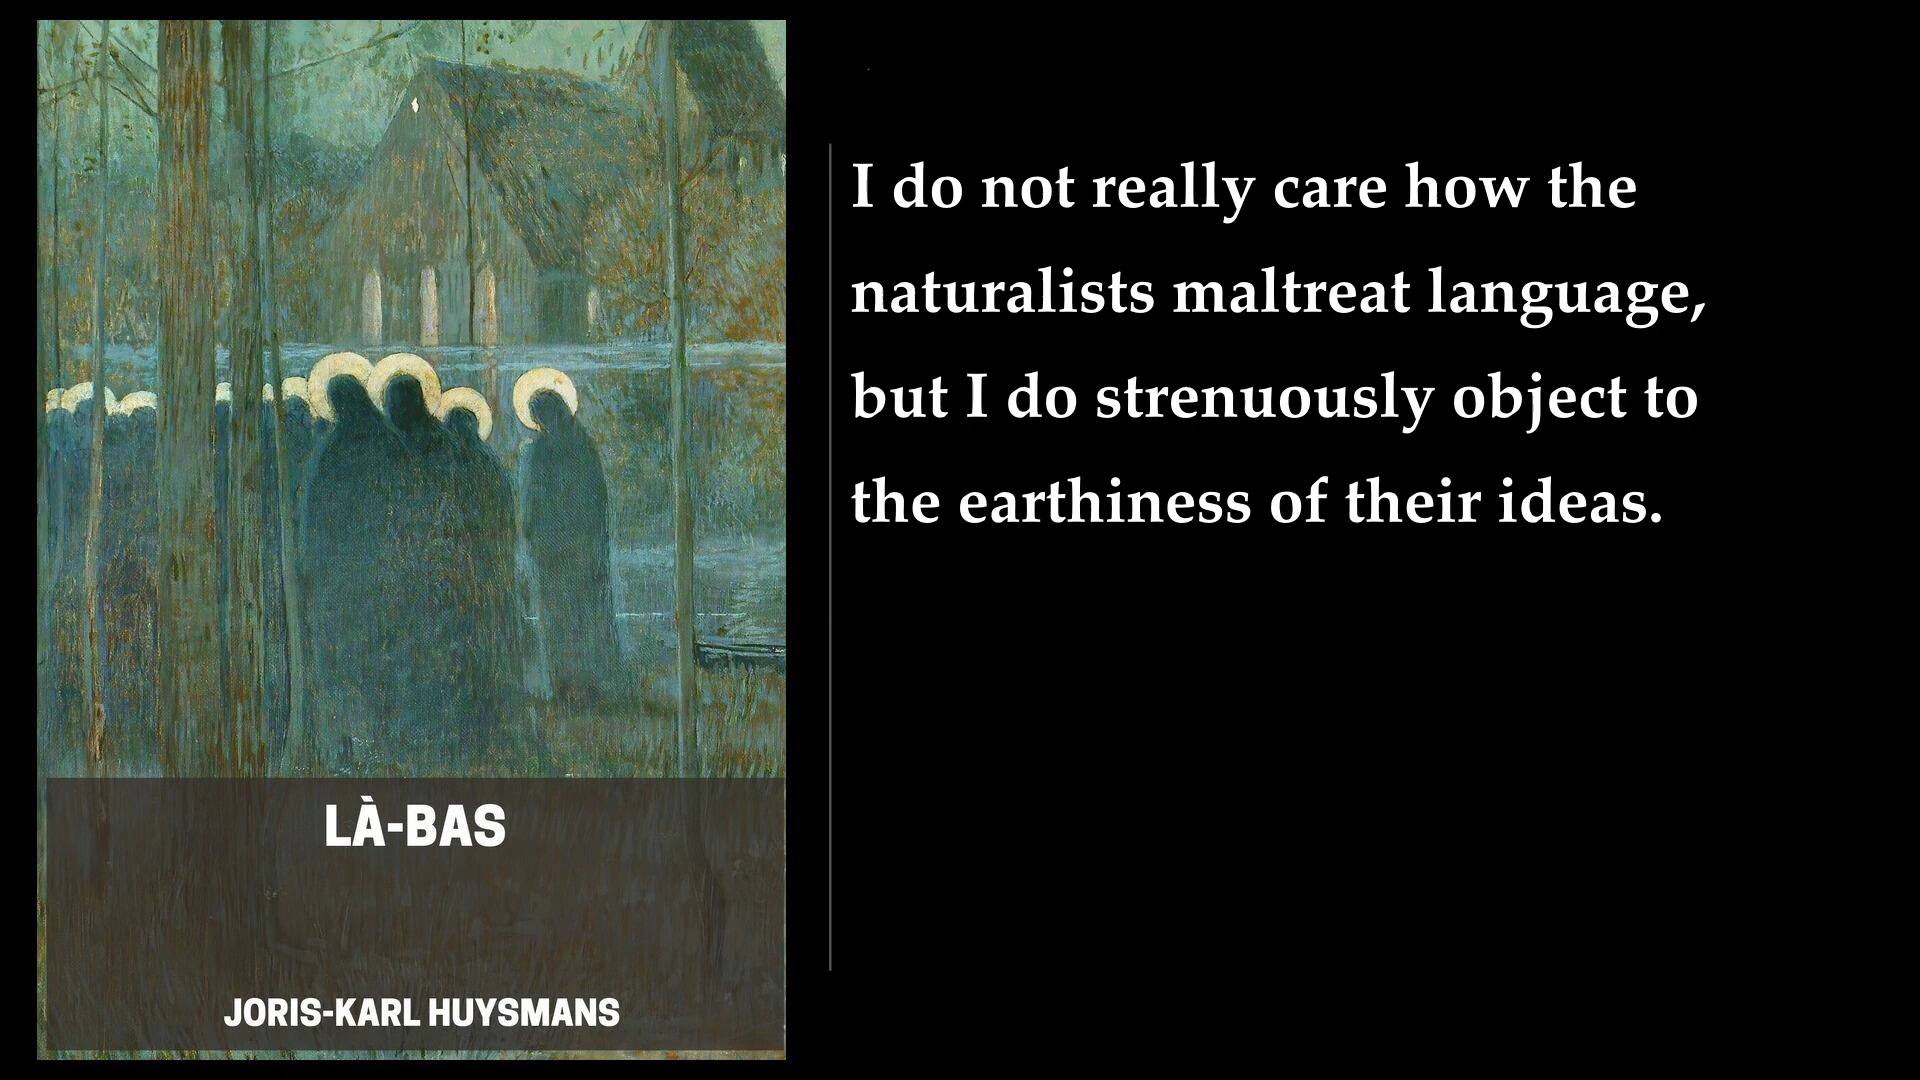 LÀ-BAS
JORIS-KARL HUYSMANS
I do not really care how the
naturalists maltreat language,
but I do strenuously object to
the earthiness of their ideas.